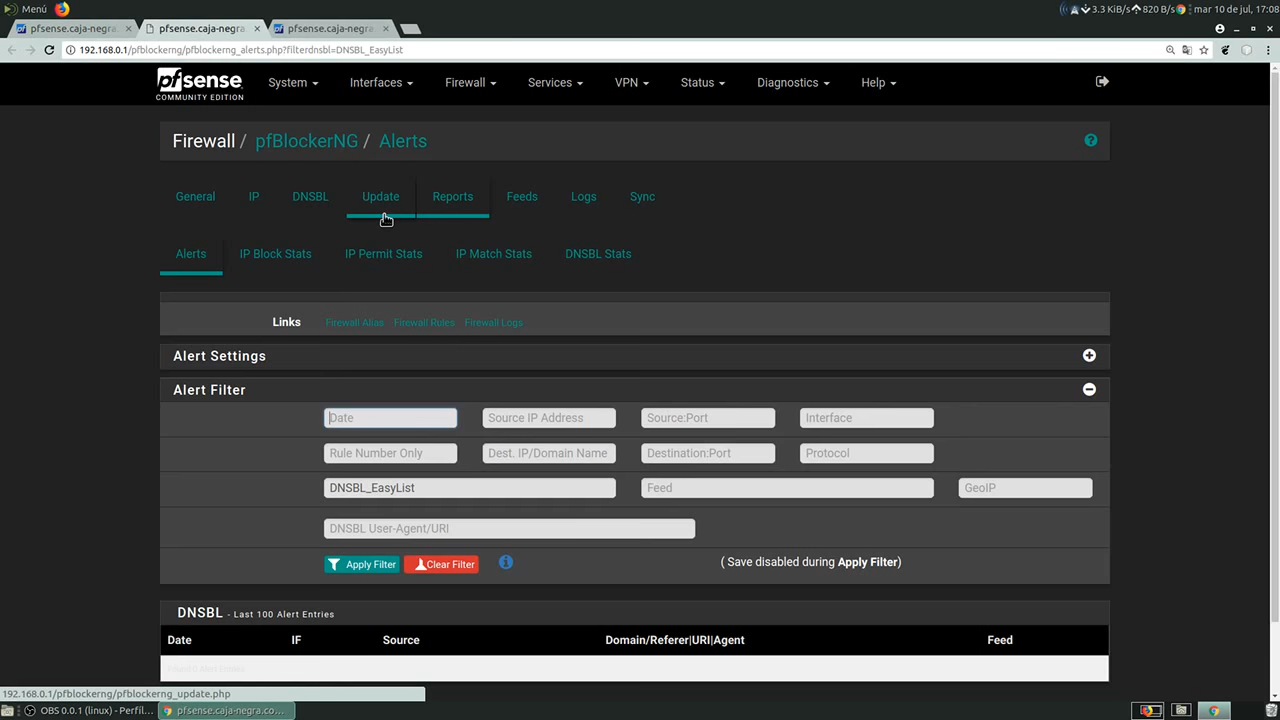 Menú
3.3 KiB/s
820 B/s
mar 10 de jul, 17:08
pfsense.caja-negra.
pfsense.caja-negra.
pfsense.caja-negra.
192.168.0.1/pfblockerng/pfblockerng_alerts.php?filterdnsbl=DNSBL_EasyList
pfsense
COMMUNITY EDITION
System
Interfaces
Firewall
Services
VPN
Status
Diagnostics
Help
Firewall / pfBlockerNG / Alerts
General
IP
DNSBL
Update
Reports
Feeds
Logs
Sync
Alerts
IP Block Stats
IP Permit Stats
IP Match Stats
DNSBL Stats
Links
Firewall Alias
Firewall Rules
Firewall Logs
Alert Settings
Alert Filter
Date
Source IP Address
Source:Port
Interface
Rule Number Only
Dest. IP/Domain Name
Destination:Port
Protocol
DNSBL_EasyList
Feed
GeoIP
DNSBL User-Agent/URI
Apply Filter
Clear Filter
( Save disabled during Apply Filter)
DNSBL - Last 100 Alert Entries
Date
IF
Source
Domain/Referer|URI|Agent
Feed
192.168.0.1/pfblockerng/pfblockerng_update.php
OBS 0.0.1 (linux) - Perfil...
pfsense.caja-negra.co...